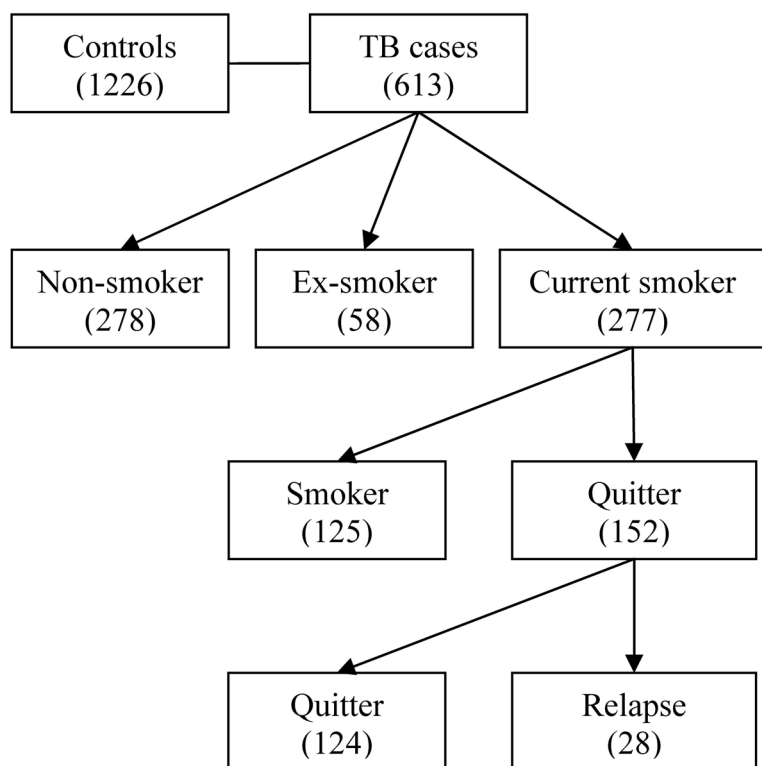 Controls
(1226)
TB cases
(613)
Non-smoker
(278)
Ex-smoker
(58)
Current smoker
(277)
Smoker
(125)
Quitter
(152)
Quitter
(124)
Relapse
(28)